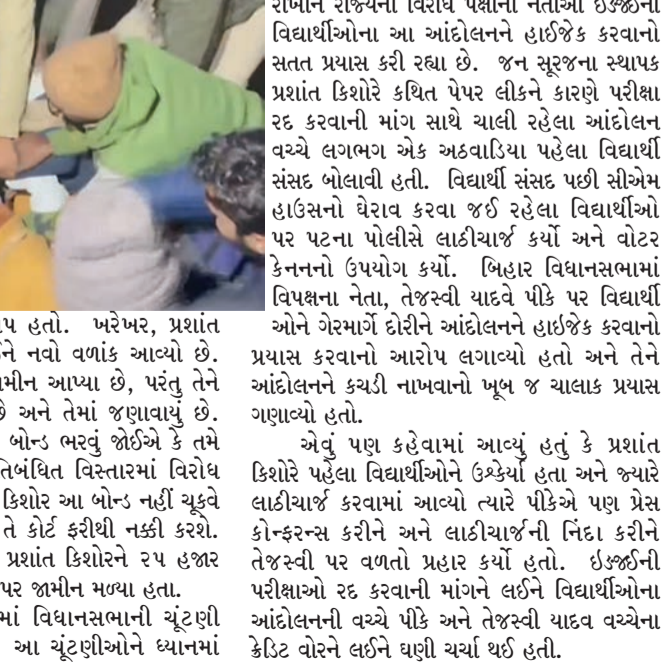 હતો. ખરેખર, પ્રશાંત
ને નવો વળાંક આવ્યો છે.
મીન આપ્યા છે, પરંતુ તેને
છે અને તેમાં જણાવાયું છે.
બોન્ડ ભરવું જોઈએ કે તમે
તિબંધિત વિસ્તારમાં વિરોધ
કિશોર આ બોન્ડ નહીં ચૂકવે
તે કોર્ટ ફરીથી નક્કી કરશે.
પ્રશાંત કિશોરને ૨૫ હજાર
પર જામીન મળ્યા હતા.
માં વિધાનસભાની ચૂંટણી
આ ચૂંટણીઓને ધ્યાનમાં
રાખીને રાજ્યના વિરોધ પક્ષોના નેતાઓ
વિદ્યાર્થીઓના આ આંદોલનને હાઈજેક કરવાનો
સતત પ્રયાસ કરી રહ્યા છે. જન સૂરજના સ્થાપક
પ્રશાંત કિશોરે કથિત પેપર લીકને કારણે પરીક્ષા
રદ કરવાની માંગ સાથે ચાલી રહેલા આંદોલન
વચ્ચે લગભગ એક અઠવાડિયા પહેલા વિદ્યાર્થી
સંસદ બોલાવી હતી. વિદ્યાર્થી સંસદ પછી સીએમ
હાઉસનો ઘેરાવ કરવા જઈ રહેલા વિદ્યાર્થીઓ
પર પટના પોલીસે લાઠીચાર્જ કર્યો અને વોટર
કેનનનો ઉપયોગ કર્યો. બિહાર વિધાનસભામાં
વિપક્ષના નેતા, તેજસ્વી યાદવે પીકે પર વિદ્યાર્થી
ઓને ગેરમાર્ગે દોરીને આંદોલનને હાઇજેક કરવાનો
પ્રયાસ કરવાનો આરોપ લગાવ્યો હતો અને તેને
આંદોલનને કચડી નાખવાનો ખૂબ જ ચાલાક પ્રયાસ
ગણાવ્યો હતો.
એવું પણ કહેવામાં આવ્યું હતું કે પ્રશાંત
કિશોરે પહેલા વિદ્યાર્થીઓને ઉશ્કેર્યા હતા અને જ્યારે
લાઠીચાર્જ કરવામાં આવ્યો ત્યારે પીકેએ પણ પ્રેસ
કોન્ફરન્સ કરીને અને લાઠીચાર્જની નિંદા કરીને
તેજસ્વી પર વળતો પ્રહાર કર્યો હતો. ઇડજીઈની
પરીક્ષાઓ રદ કરવાની માંગને લઈને વિદ્યાર્થીઓના
આંદોલનની વચ્ચે પીકે અને તેજસ્વી યાદવ વચ્ચેના
ક્રેડિટ વોરને લઈને ઘણી ચર્ચા થઈ હતી.